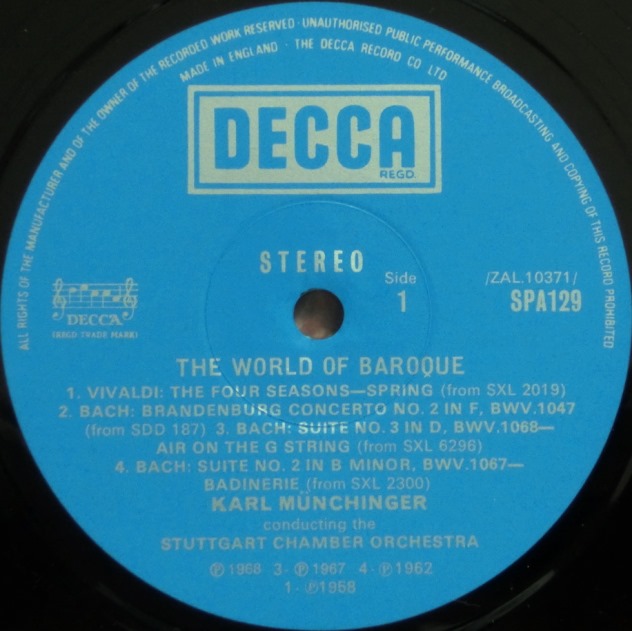 ALL RIGHTS OF THE MANUFACTURER AND OF THE OWNER OF THE RECORDED WORK RESERVED · UNAUTHORISED PUBLIC PERFORMANCE BROADCASTING AND COPYING OF THIS RECORD PROHIBITED
MADE IN ENGLAND · THE DECCA RECORD CO LTD
DECCA
REGD.
STEREO
Side
1
/ZAL.10371/
SPA129
DECCA
(REGD TRADE MARK)
THE WORLD OF BAROQUE
1. VIVALDI: THE FOUR SEASONS—SPRING (from SXL 2019)
2. BACH: BRANDENBURG CONCERTO NO. 2 IN F, BWV.1047
(from SDD 187) 3. BACH: SUITE NO. 3 IN D, BWV.1068—
AIR ON THE G STRING (from SXL 6296)
4. BACH: SUITE NO. 2 IN B MINOR, BWV.1067—
BADINERIE (from SXL 2300)
KARL MÜNCHINGER
conducting the
STUTTGART CHAMBER ORCHESTRA
Ⓟ 1968 3· Ⓟ 1967 4· Ⓟ 1962
1· Ⓟ1958